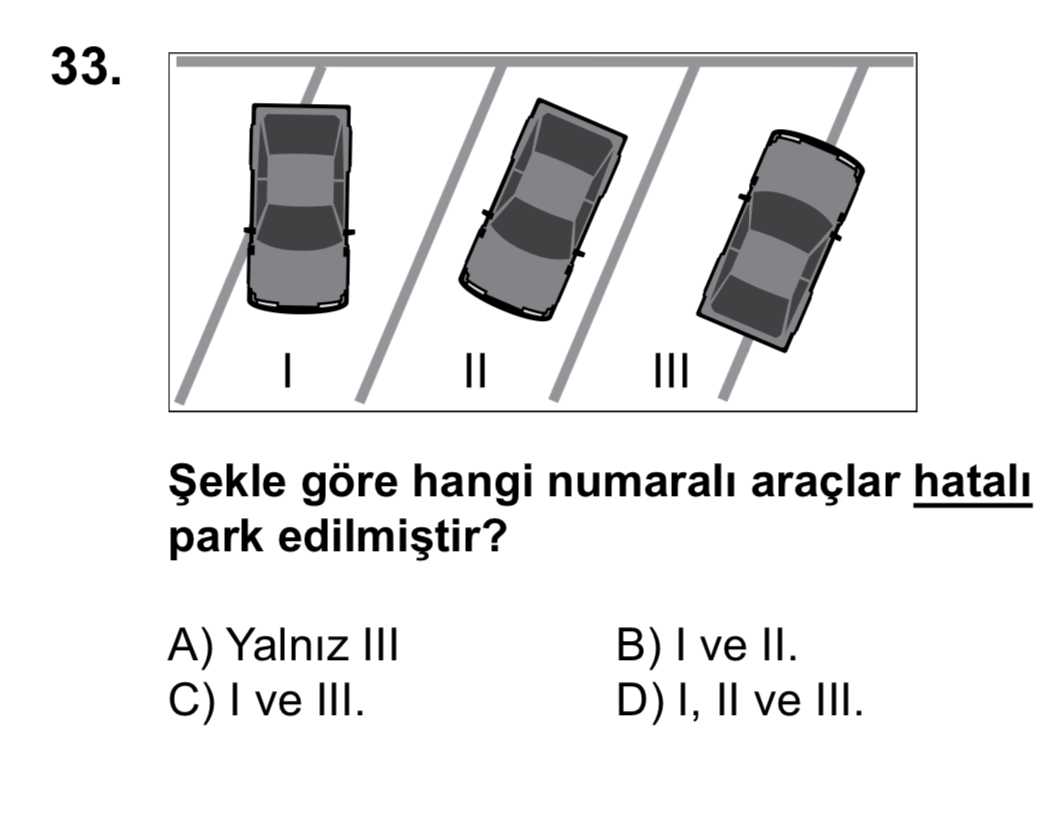 33.
I II III
Şekle göre hangi numaralı araçlar hatalı
park edilmiştir?
A) Yalnız III B) I ve II.
C) I ve III. D) I, II ve III.